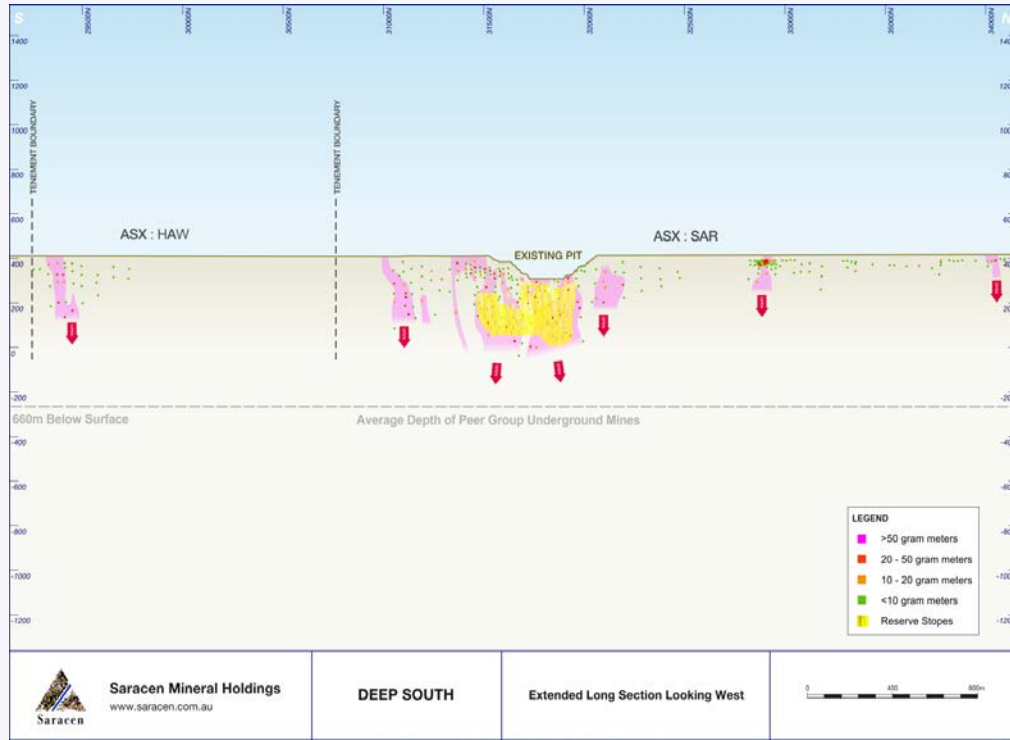 S
29500N
30000N
30500N
31000N
31500N
32000N
32500N
33000N
33500N
34000N
N
1400
1200
1000
800
600
400
200
0
-200
-400
-600
-800
-1000
-1200
TENEMENT BOUNDARY
TENEMENT BOUNDARY
ASX : HAW
EXISTING PIT
ASX : SAR
660m Below Surface
Average Depth of Peer Group Underground Mines
LEGEND
>50 gram meters
20 - 50 gram meters
10 - 20 gram meters
<10 gram meters
Reserve Stopes
Saracen
Saracen Mineral Holdings
www.saracen.com.au
DEEP SOUTH
Extended Long Section Looking West
0 400 800m